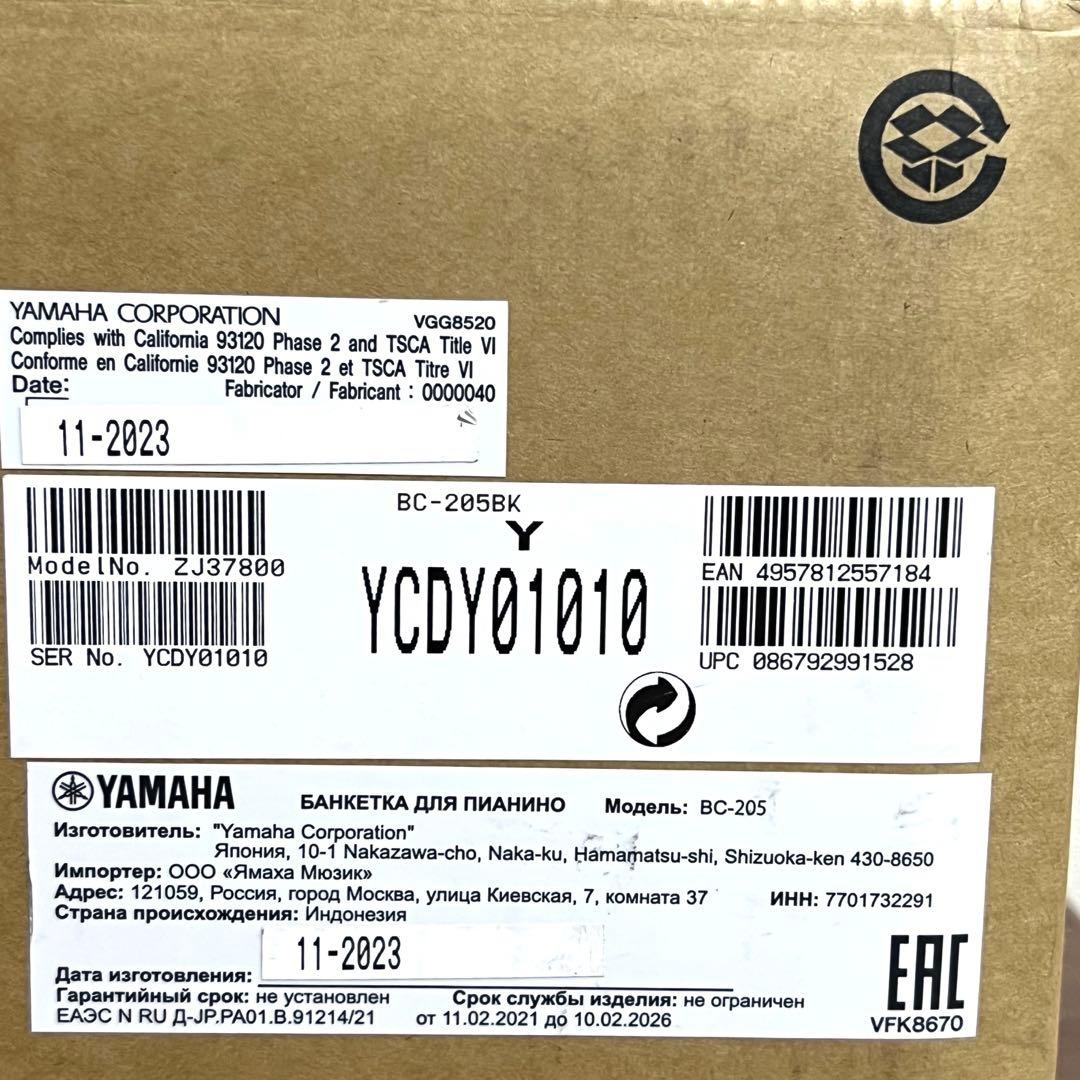 YAMAHA CORPORATION VGG8520
Complies with California 93120 Phase 2 and TSCA Title VI
Conforme en Californie 93120 Phase 2 et TSCA Titre VI
Date: Fabricator / Fabricant : 0000040
11-2023
BC-205BK
Y
YCDY01010
ModelNo. ZJ37800
SER No. YCDY01010
EAN 4957812557184
UPC 086792991528
YAMAHA БАНКЕТКА ДЛЯ ПИАНИНО Модель: BC-205
Изготовитель: "Yamaha Corporation"
Япония, 10-1 Nakazawa-cho, Naka-ku, Hamamatsu-shi, Shizuoka-ken 430-8650
Импортер: ООО «Ямаха Мюзик»
Адрес: 121059, Россия, город Москва, улица Киевская, 7, комната 37 ИНН: 7701732291
Страна происхождения: Индонезия
11-2023
Дата изготовления:
Гарантийный срок: не установлен Срок службы изделия: не ограничен
ЕАЭС N RU Д-JP.РА01.В.91214/21 от 11.02.2021 до 10.02.2026
EAC
VFK8670